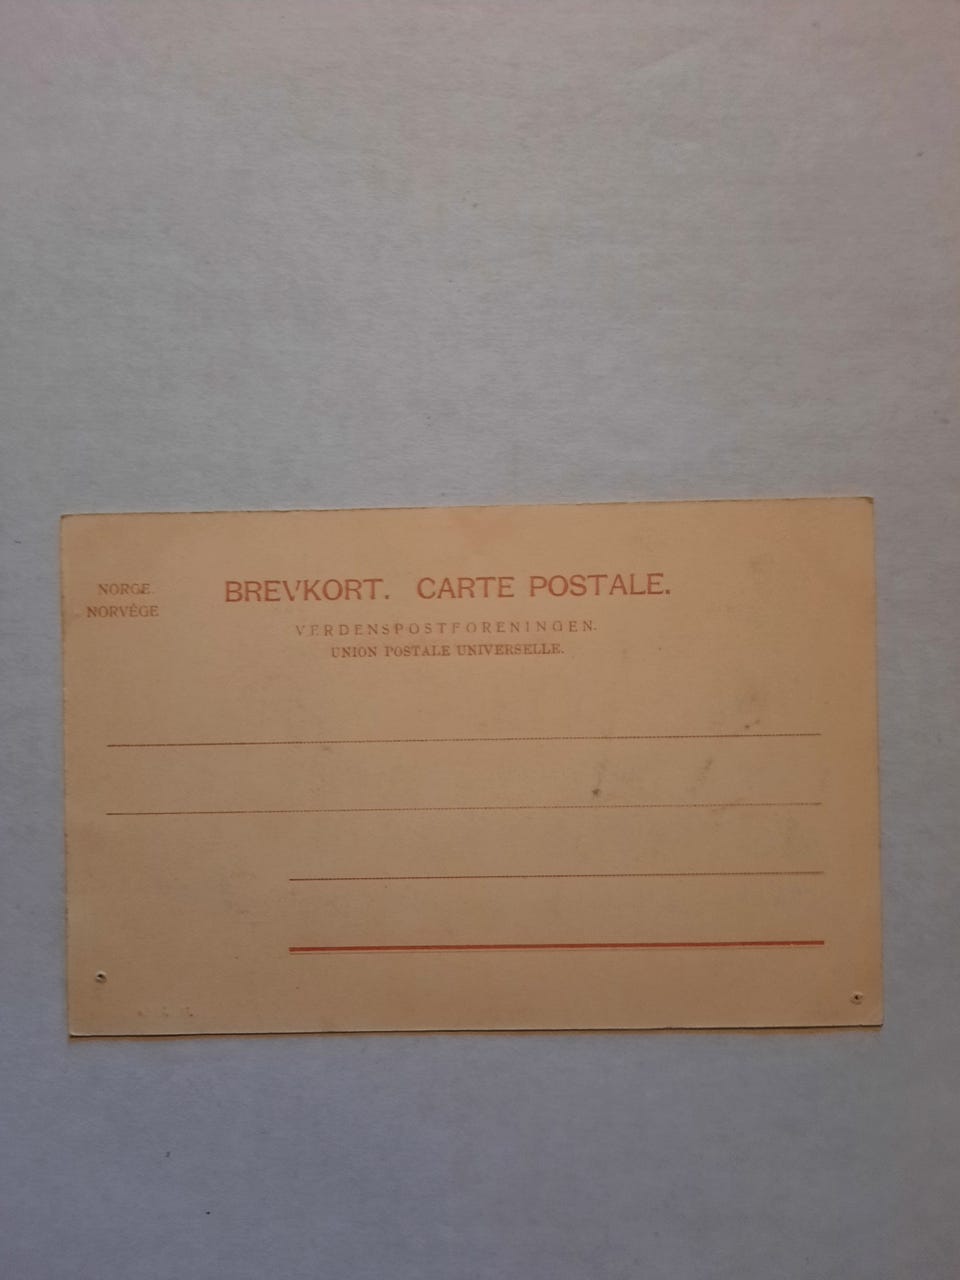 NORGE.
NORVÈGE
BREVKORT. CARTE POSTALE.
VERDENSPOSTFORENINGEN.
UNION POSTALE UNIVERSELLE.